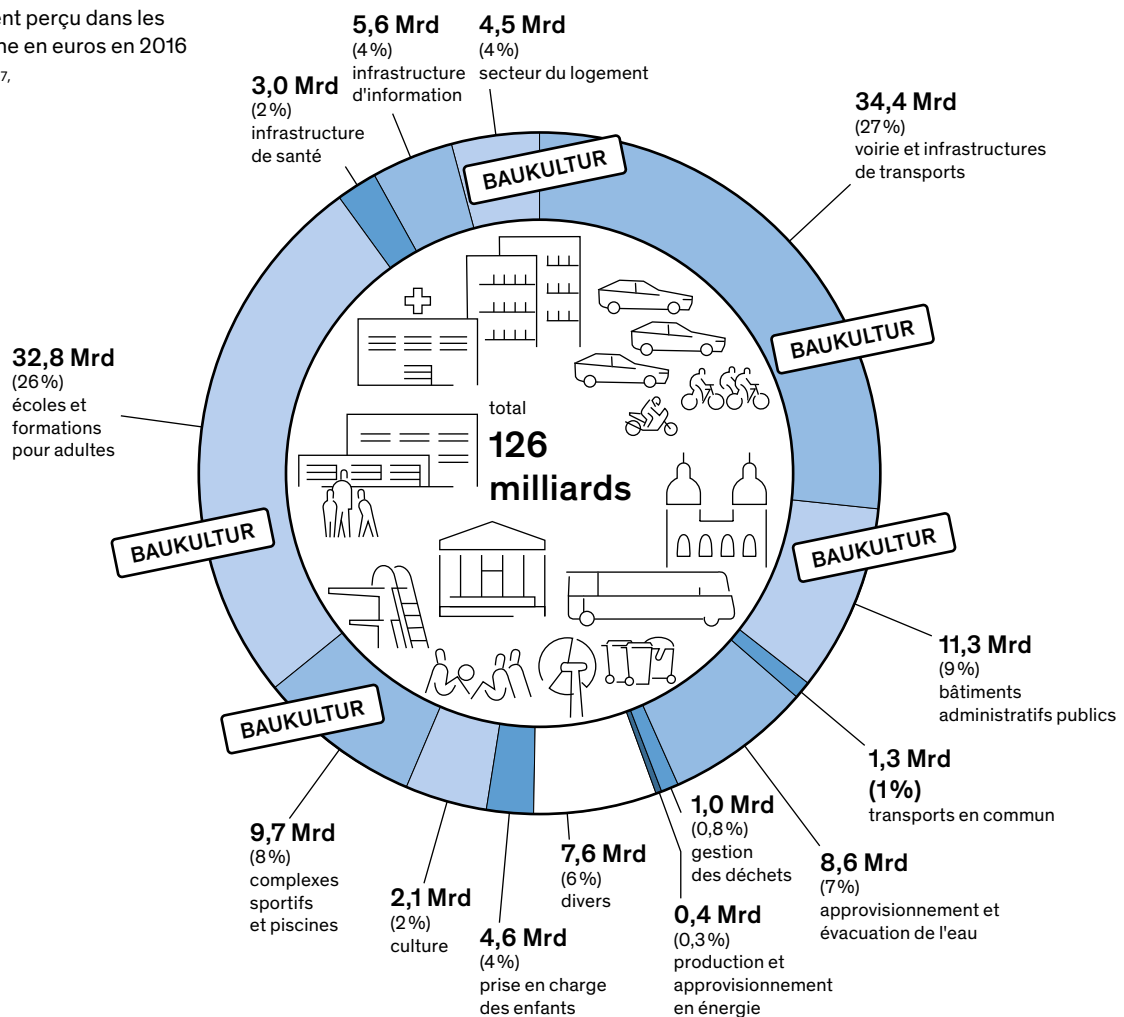 ent perçu dans les
ne en euros en 2016
7,
5,6 Mrd
(4 %)
infrastructure
d'information
4,5 Mrd
(4 %)
secteur du logement
3,0 Mrd
(2 %)
infrastructure
de santé
34,4 Mrd
(27 %)
voirie et infrastructures
de transports
BAUKULTUR
BAUKULTUR
32,8 Mrd
(26 %)
écoles et
formations
pour adultes
total
126
milliards
BAUKULTUR
BAUKULTUR
11,3 Mrd
(9 %)
bâtiments
administratifs publics
BAUKULTUR
1,3 Mrd
(1%)
transports en commun
1,0 Mrd
(0,8 %)
gestion
des déchets
8,6 Mrd
(7 %)
approvisionnement et
évacuation de l'eau
9,7 Mrd
(8 %)
complexes
sportifs
et piscines
7,6 Mrd
(6 %)
divers
2,1 Mrd
(2 %)
culture
0,4 Mrd
(0,3 %)
production et
approvisionnement
en énergie
4,6 Mrd
(4 %)
prise en charge
des enfants